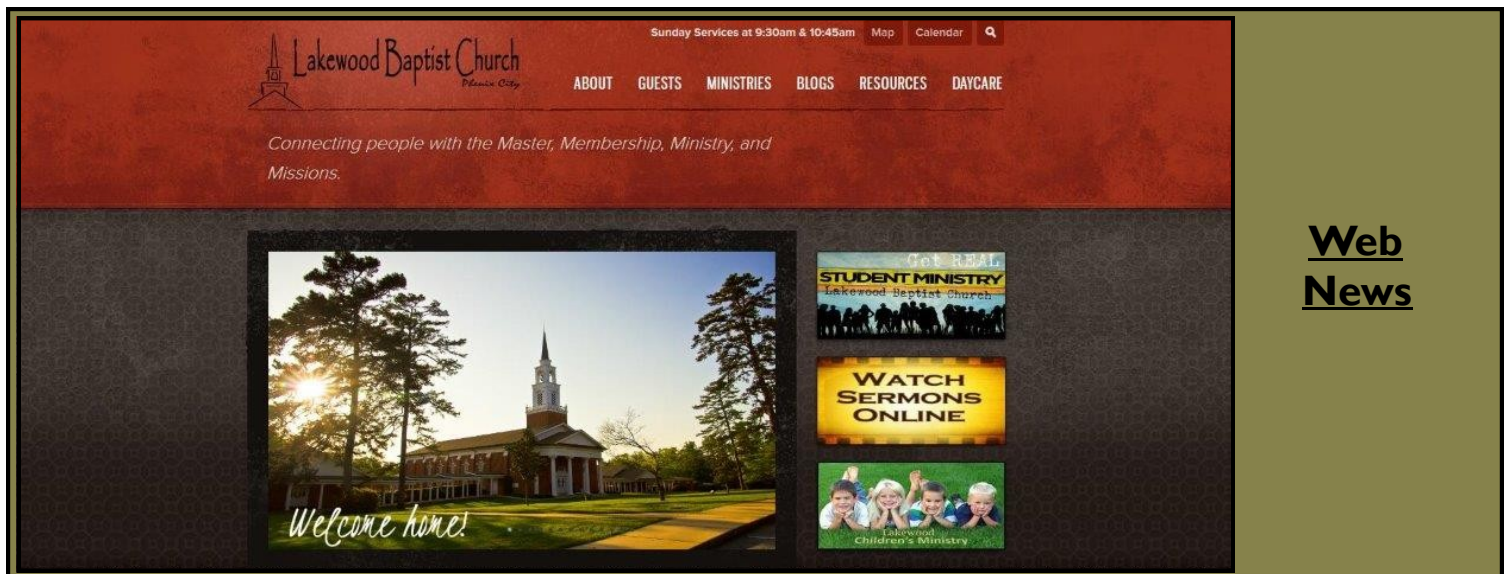 Sunday Services at 9:30am & 10:45am Map Calendar
Lakewood Baptist Church
Phenix City
ABOUT GUESTS MINISTRIES BLOGS RESOURCES DAYCARE
Connecting people with the Master, Membership, Ministry, and
Missions.
Get REAL
STUDENT MINISTRY
Lakewood Baptist Church
WATCH
SERMONS
ONLINE
Welcome home!
Lakewood
Children's Ministry
Web
News